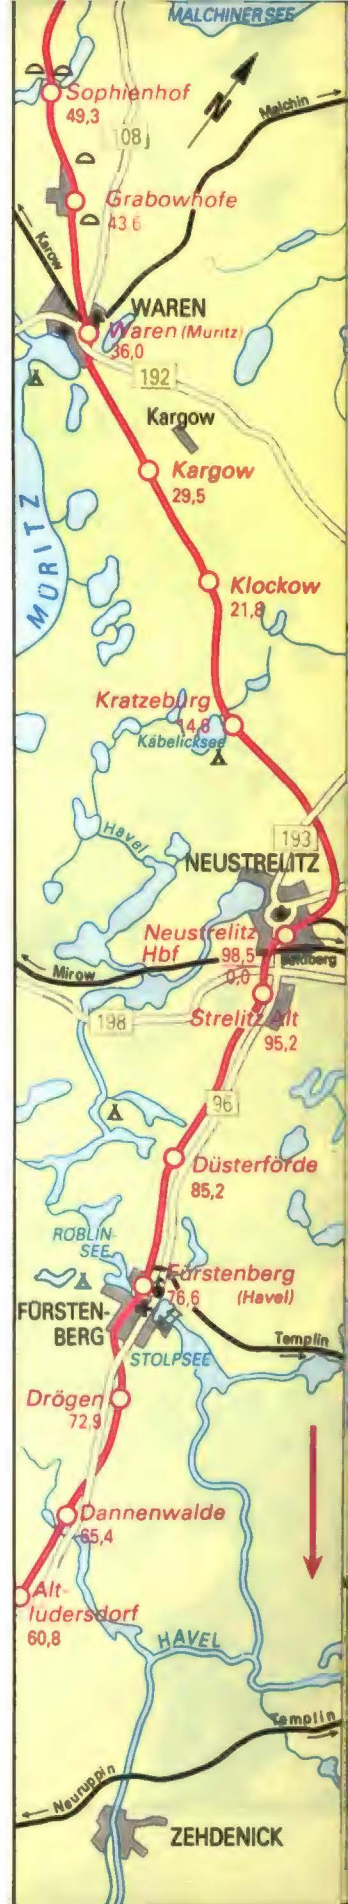 MALCHINER SEE
Sophienhof
49,3
N
Malchin
108
Grabowhöfe
43,6
Karow
WAREN
Waren (Müritz)
36,0
192
Kargow
Kargow
29,5
MÜRITZ
Klockow
21,8
Kratzeburg
14,8
Käbelicksee
Havel
193
NEUSTRELITZ
Neustrelitz
Hbf
98,5
0,0
Feldberg
Mirow
Strelitz Alt
95,2
198
96
Düsterförde
85,2
RÖBLIN-
SEE
Fürstenberg
76,6 (Havel)
FÜRSTEN-
BERG
Templin
STOLPSEE
Drögen
72,9
Dannenwalde
65,4
Alt-
lüdersdorf
60,8
HAVEL
Templin
Neuruppin
ZEHDENICK